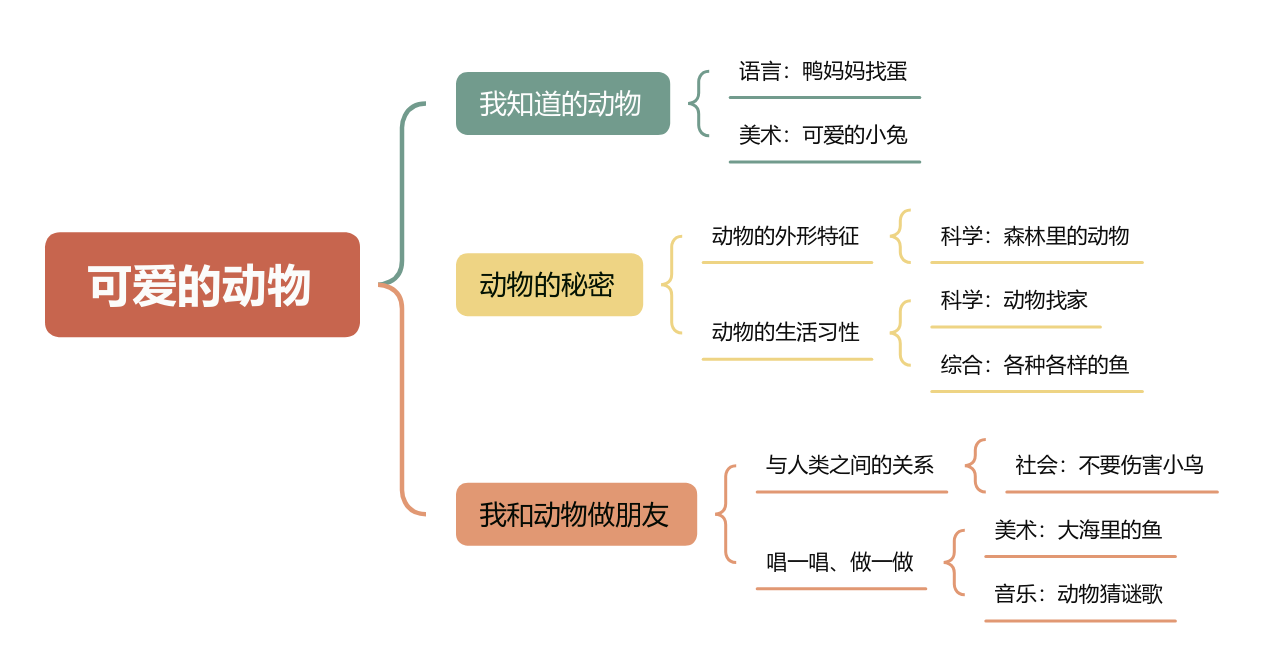 可爱的动物
我知道的动物
语言：鸭妈妈找蛋
美术：可爱的小兔
动物的秘密
动物的外形特征
科学：森林里的动物
动物的生活习性
科学：动物找家
综合：各种各样的鱼
我和动物做朋友
与人类之间的关系
社会：不要伤害小鸟
唱一唱、做一做
美术：大海里的鱼
音乐：动物猜谜歌